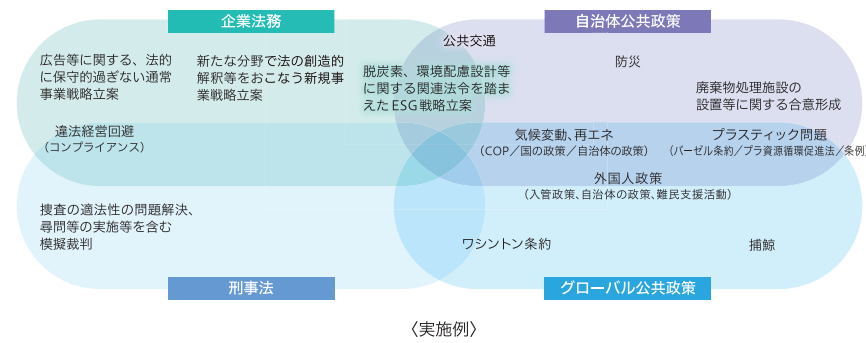 企業法務
自治体公共政策
広告等に関する、法的
に保守的過ぎない通常
事業戦略立案
新たな分野で法の創造的
解釈等をおこなう新規事
業戦略立案
公共交通
脱炭素、環境配慮設計等
に関する関連法令を踏ま
えたESG戦略立案
防災
廃棄物処理施設の
設置等に関する合意形成
違法経営回避
（コンプライアンス）
気候変動、再エネ
（COP／国の政策／自治体の政策）
プラスティック問題
（バーゼル条約／プラ資源循環促進法／条例
外国人政策
（入管政策、自治体の政策、難民支援活動）
捜査の適法性の問題解決、
尋問等の実施等を含む
模擬裁判
ワシントン条約
捕鯨
刑事法
グローバル公共政策
〈実施例〉